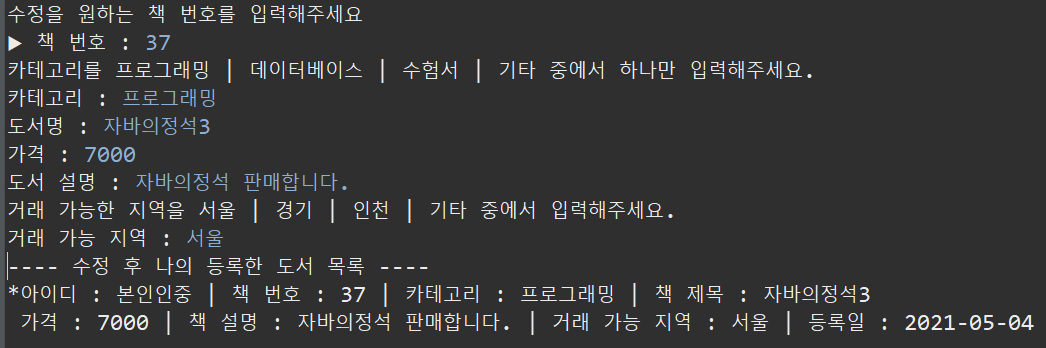 수정을 원하는 책 번호를 입력해주세요
▶ 책 번호 : 37
카테고리를 프로그래밍 | 데이터베이스 | 수험서 | 기타 중에서 하나만 입력해주세요.
카테고리 : 프로그래밍
도서명 : 자바의정석3
가격 : 7000
도서 설명 : 자바의정석 판매합니다.
거래 가능한 지역을 서울 | 경기 | 인천 | 기타 중에서 입력해주세요.
거래 가능 지역 : 서울
---- 수정 후 나의 등록한 도서 목록 ----
*아이디 : 본인인증 | 책 번호 : 37 | 카테고리 : 프로그래밍 | 책 제목 : 자바의정석3
가격 : 7000 | 책 설명 : 자바의정석 판매합니다. | 거래 가능 지역 : 서울 | 등록일 : 2021-05-04